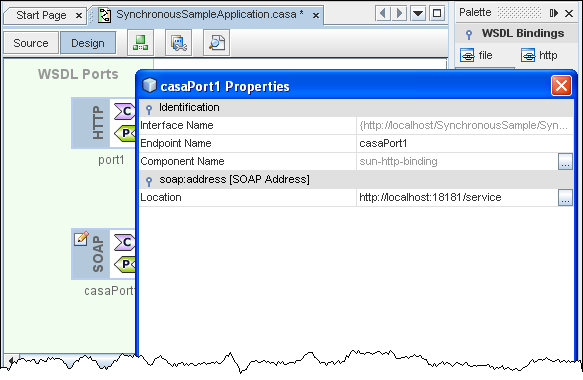 Start Page
SynchronousSampleApplication.casa *
Palette
Source
Design
WSDL Bindings
file
http
WSDL Ports
HTTP
C
P
port1
SOAP
C
P
casaPort1
casaPort1 Properties
Identification
Interface Name
{http://localhost/SynchronousSample/Syn...
Endpoint Name
casaPort1
Component Name
sun-http-binding
...
soap:address [SOAP Address]
Location
http://localhost:18181/service
...